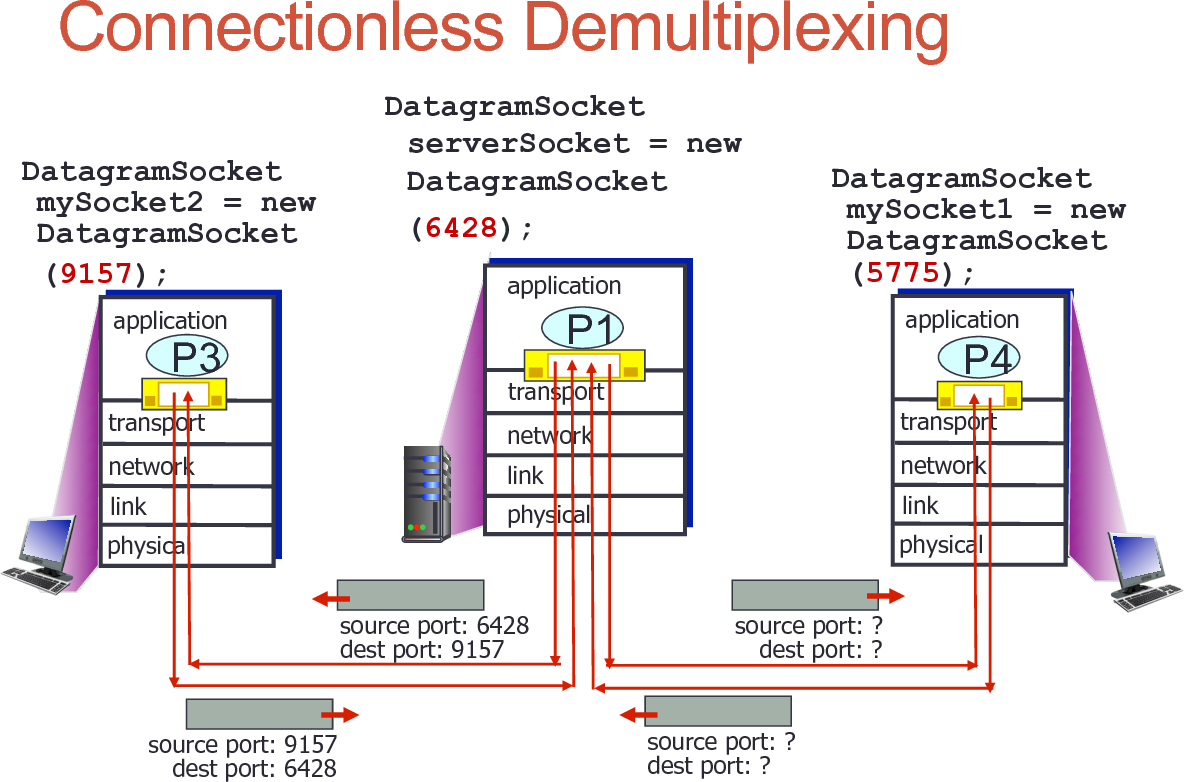 Connectionless Demultiplexing
DatagramSocket
serverSocket = new
DatagramSocket
(6428);
DatagramSocket
mySocket2 = new
DatagramSocket
(9157);
DatagramSocket
mySocket1 = new
DatagramSocket
(5775);
application
P3
transport
network
link
physical
application
P1
transport
network
link
physical
application
P4
transport
network
link
physical
source port: 6428
dest port: 9157
source port: ?
dest port: ?
source port: 9157
dest port: 6428
source port: ?
dest port: ?